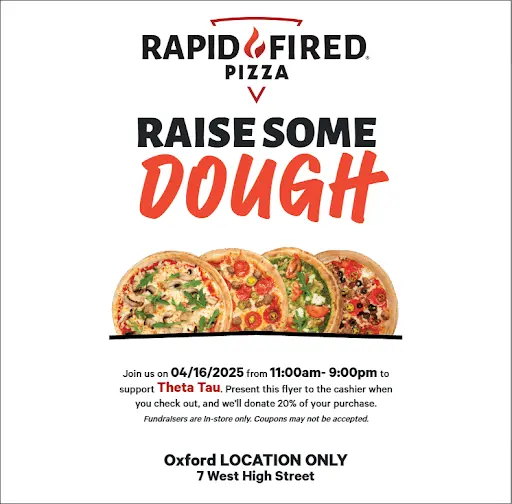 RAPID FIRED®
PIZZA
RAISE SOME
DOUGH
Join us on 04/16/2025 from 11:00am- 9:00pm to
support Theta Tau. Present this flyer to the cashier when
you check out, and we'll donate 20% of your purchase.
Fundraisers are In-store only. Coupons may not be accepted.
Oxford LOCATION ONLY
7 West High Street